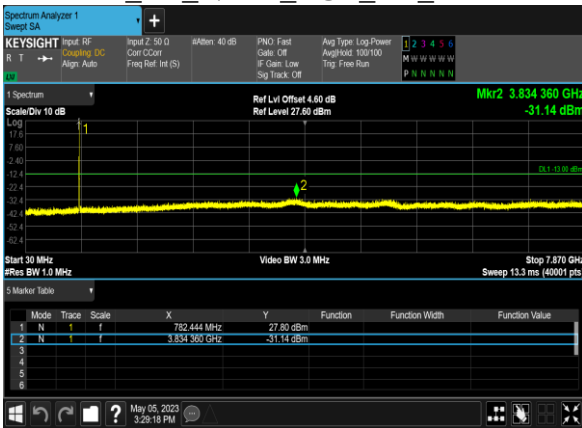 Spectrum Analyzer 1
Swept SA
+
KEYSIGHT Input: RF Input Z: 50 Ω #Atten: 40 dB PNO: Fast Avg Type: Log-Power 1 2 3 4 5 6
R T Coupling: DC Corr CCorr Gate: Off Avg|Hold: 100/100 M W W W W W
Align: Auto Freq Ref: Int (S) IF Gain: Low Trig: Free Run
LV Sig Track: Off P N N N N N
1 Spectrum Ref Lvl Offset 4.60 dB Mkr2 3.834 360 GHz
Scale/Div 10 dB Ref Level 27.60 dBm -31.14 dBm
Log
1
17.6
7.60
-2.40
-12.4 DL1 -13.00 dBm
-22.4 2
-32.4
-42.4
-52.4
-62.4
Start 30 MHz Video BW 3.0 MHz Stop 7.870 GHz
#Res BW 1.0 MHz Sweep 13.3 ms (40001 pts)
5 Marker Table
Mode Trace Scale X Y Function Function Width Function Value
1 N 1 f 782.444 MHz 27.80 dBm
2 N 1 f 3.834 360 GHz -31.14 dBm
3
4
5
6
? May 05, 2023
3:29:18 PM